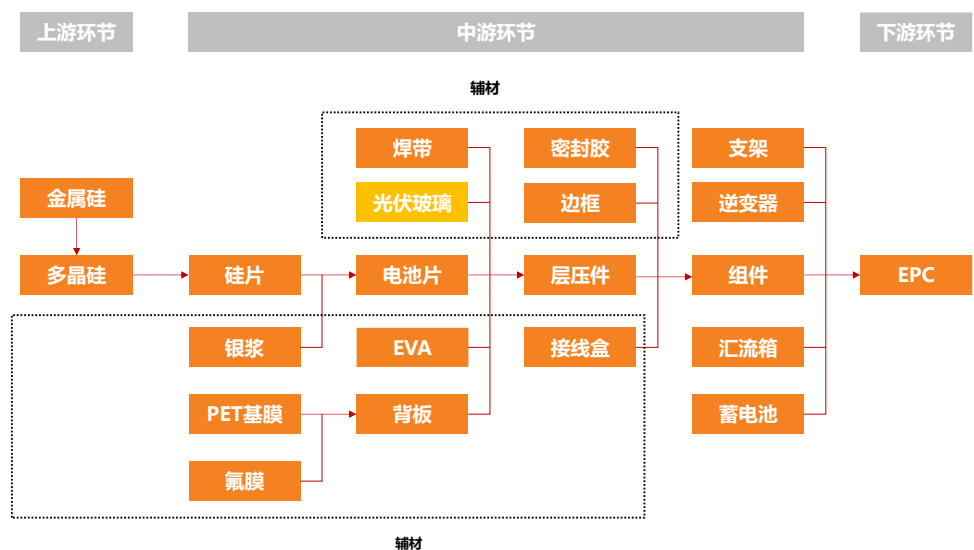 上游环节
中游环节
下游环节
辅材
焊带
密封胶
支架
金属硅
光伏玻璃
边框
逆变器
多晶硅
硅片
电池片
层压件
组件
EPC
银浆
EVA
接线盒
汇流箱
PET基膜
背板
蓄电池
氟膜
辅材